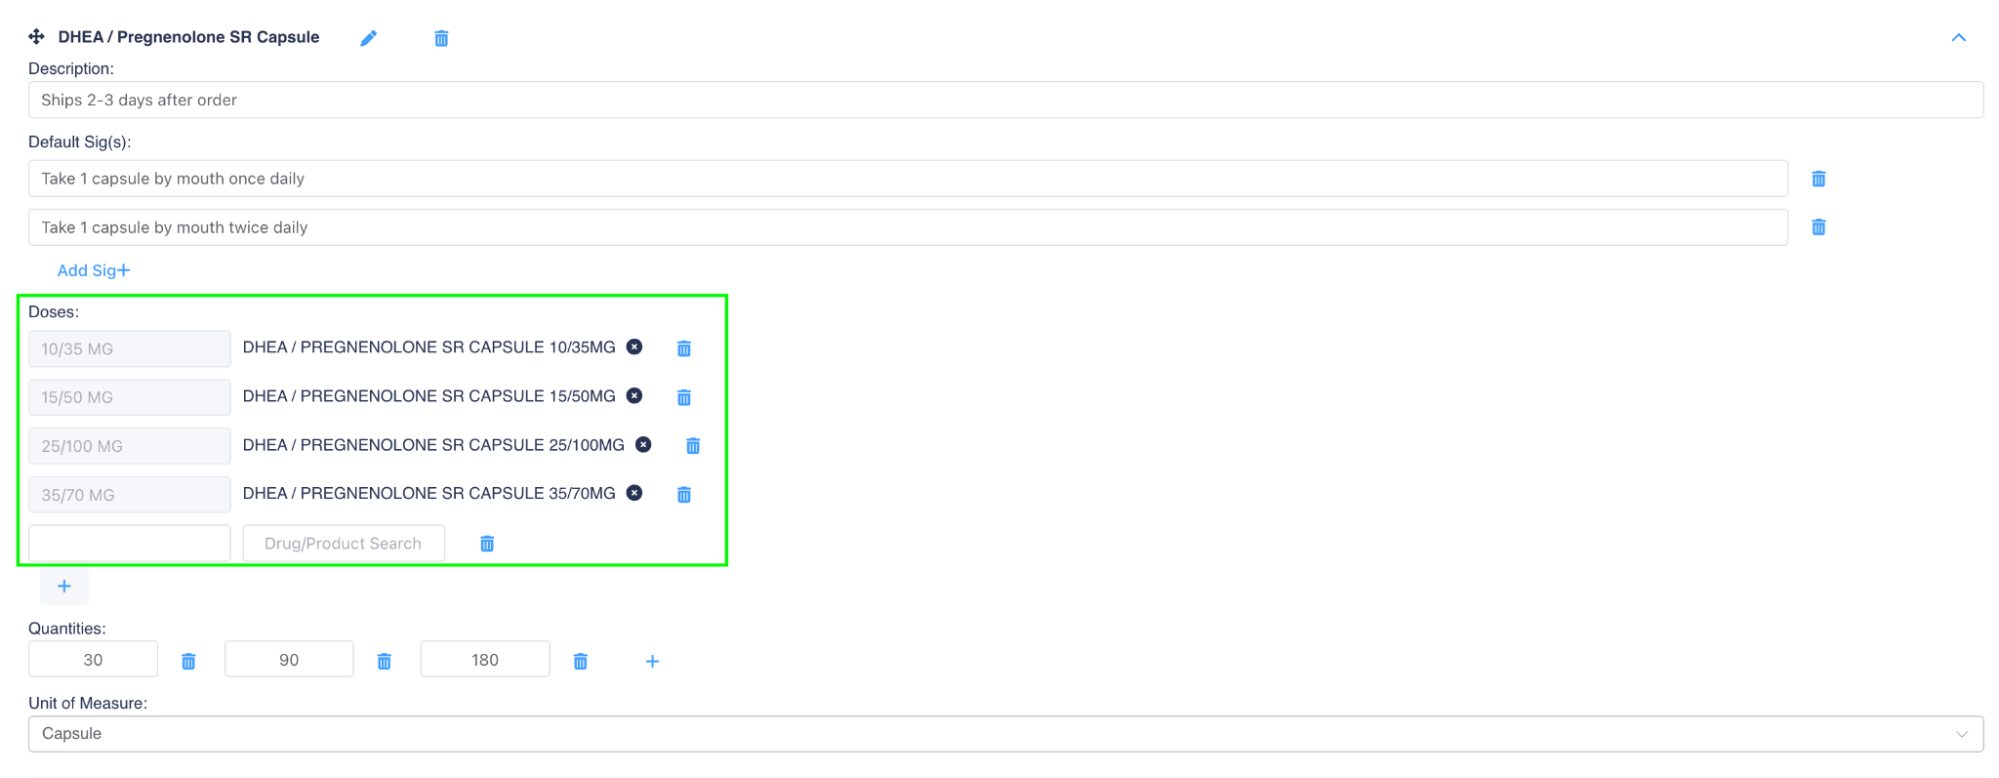 DHEA / Pregnenolone SR Capsule
Description:
Ships 2-3 days after order
Default Sig(s):
Take 1 capsule by mouth once daily
Take 1 capsule by mouth twice daily
Add Sig+
Doses:
10/35 MG DHEA / PREGNENOLONE SR CAPSULE 10/35MG
15/50 MG DHEA / PREGNENOLONE SR CAPSULE 15/50MG
25/100 MG DHEA / PREGNENOLONE SR CAPSULE 25/100MG
35/70 MG DHEA / PREGNENOLONE SR CAPSULE 35/70MG
Drug/Product Search
+
Quantities:
30 90 180 +
Unit of Measure:
Capsule